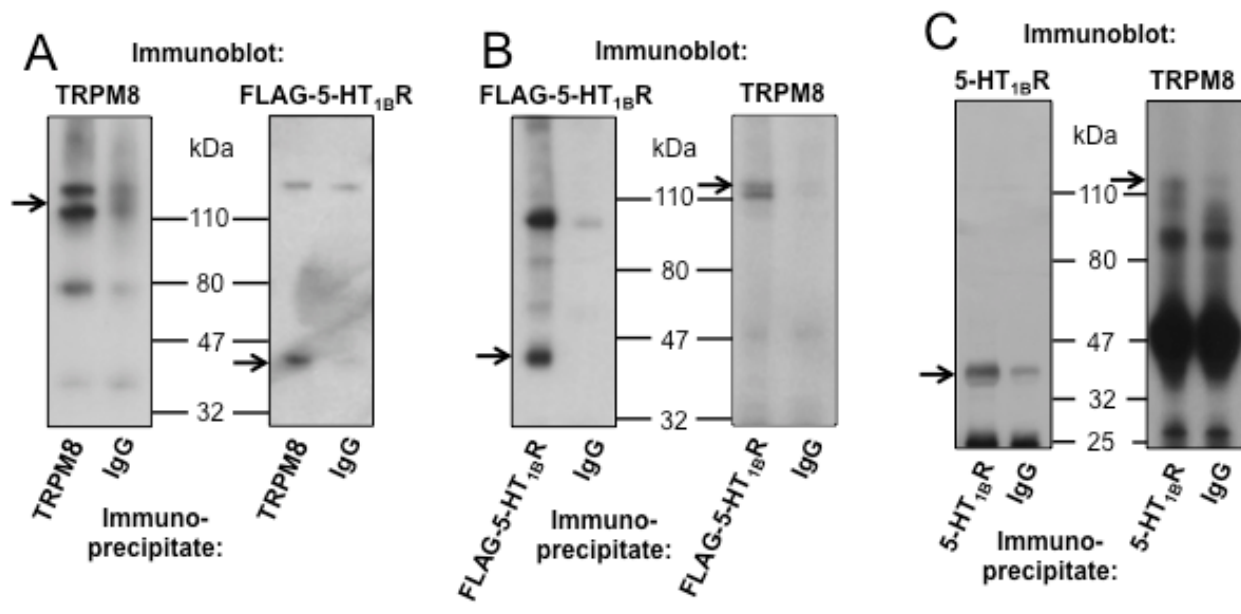 A
Immunoblot:
TRPM8 FLAG-5-HT1BR
kDa
110
80
47
32
TRPM8 IgG TRPM8 IgG
Immuno-
precipitate:
B
Immunoblot:
FLAG-5-HT1BR TRPM8
kDa
110
80
47
32
FLAG-5-HT1BR IgG FLAG-5-HT1BR IgG
Immuno-
precipitate:
C
Immunoblot:
5-HT1BR TRPM8
kDa
110
80
47
32
25
5-HT1BR IgG 5-HT1BR IgG
Immuno-
precipitate: